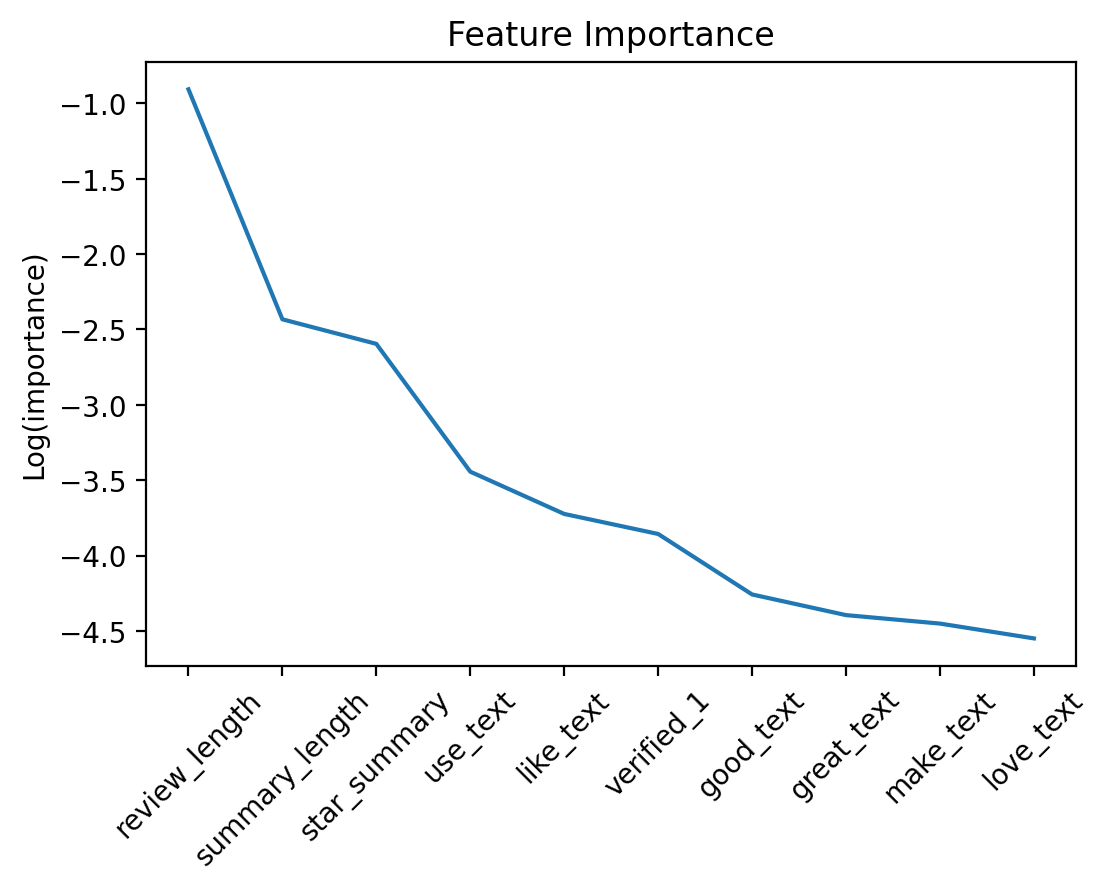 Feature Importance
Log(importance)
−1.0
−1.5
−2.0
−2.5
−3.0
−3.5
−4.0
−4.5
review_length
summary_length
star_summary
use_text
like_text
verified_1
good_text
great_text
make_text
love_text